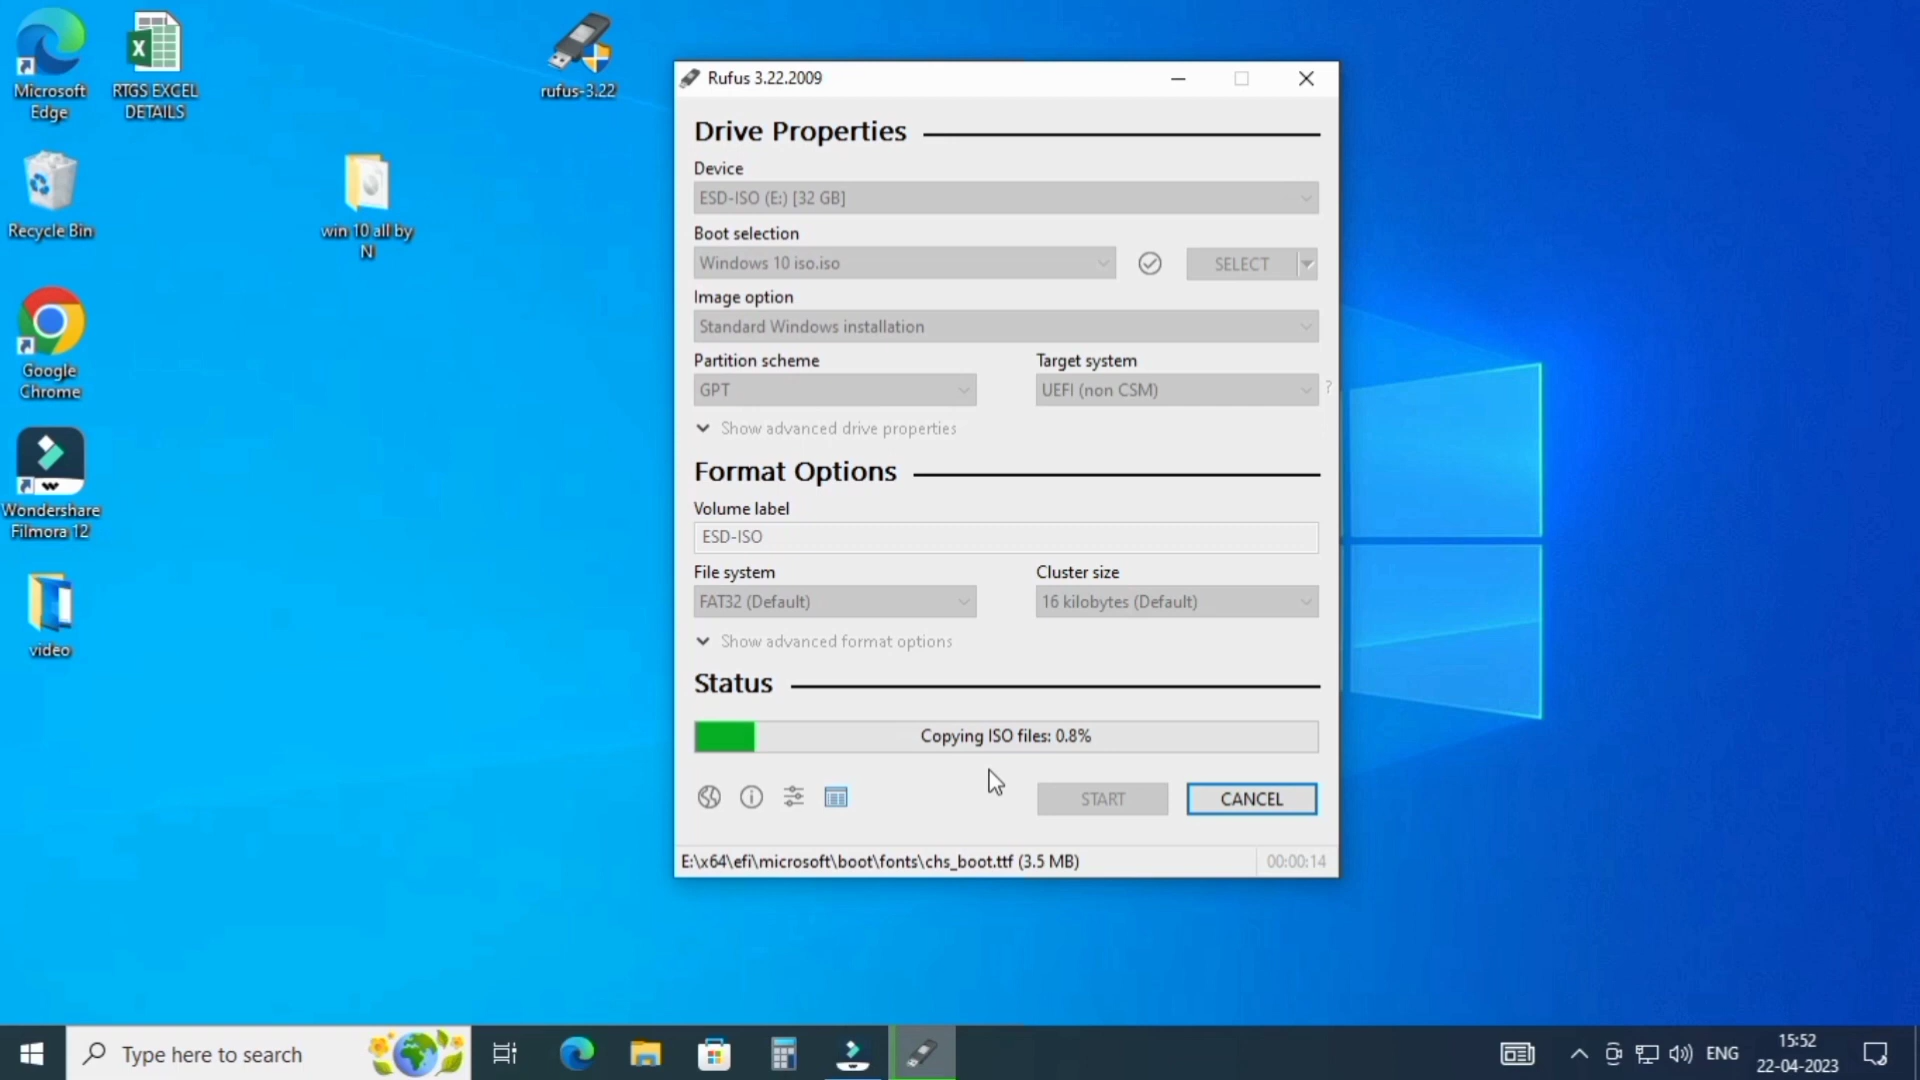 Microsoft
Edge
RTGS EXCEL
DETAILS
rufus-3.22
Recycle Bin
win 10 all by
N
Google
Chrome
Wondershare
Filmora 12
video
Rufus 3.22.2009
Drive Properties
Device
ESD-ISO (E:) [32 GB]
Boot selection
Windows 10 iso.iso
SELECT
Image option
Standard Windows installation
Partition scheme
Target system
GPT
UEFI (non CSM)
?
Show advanced drive properties
Format Options
Volume label
ESD-ISO
File system
Cluster size
FAT32 (Default)
16 kilobytes (Default)
Show advanced format options
Status
Copying ISO files: 0.8%
START
CANCEL
E:\x64\efi\microsoft\boot\fonts\chs_boot.ttf (3.5 MB)
00:00:14
Type here to search
ENG
15:52
22-04-2023